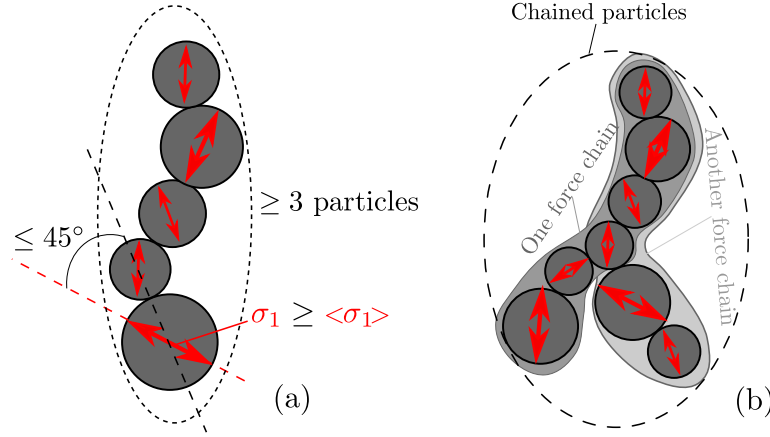 Chained particles
≥ 3 particles
≤ 45°
σ₁ ≥ <σ₁>
(a)
One force chain
Another force chain
(b)